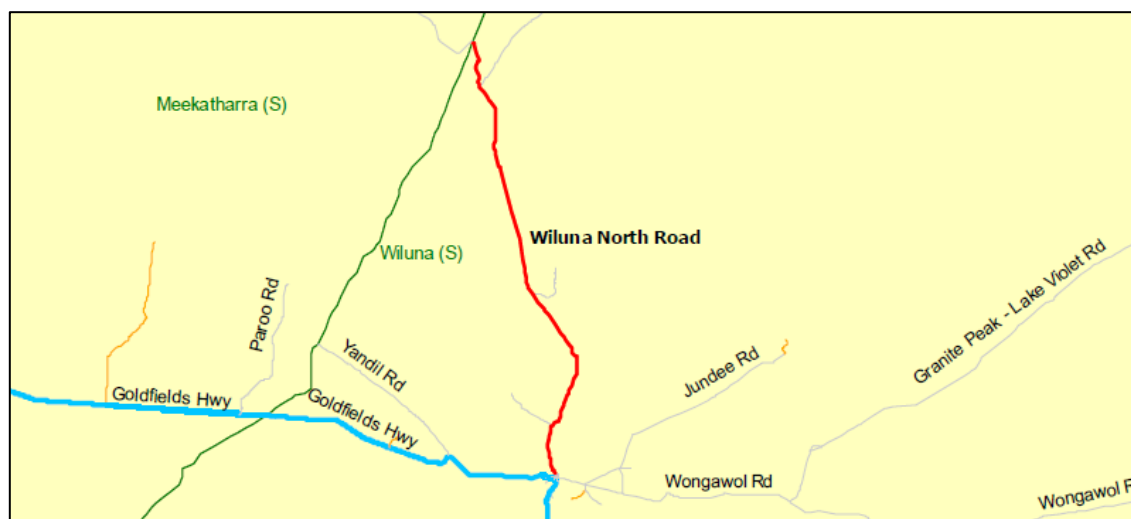 Meekatharra (S)
Wiluna North Road
Wiluna (S)
Granite Peak - Lake Violet Rd
Paroo Rd
Yandil Rd
Jundee Rd
Goldfields Hwy
Goldfields Hwy
Wongawol Rd
Wongawol R